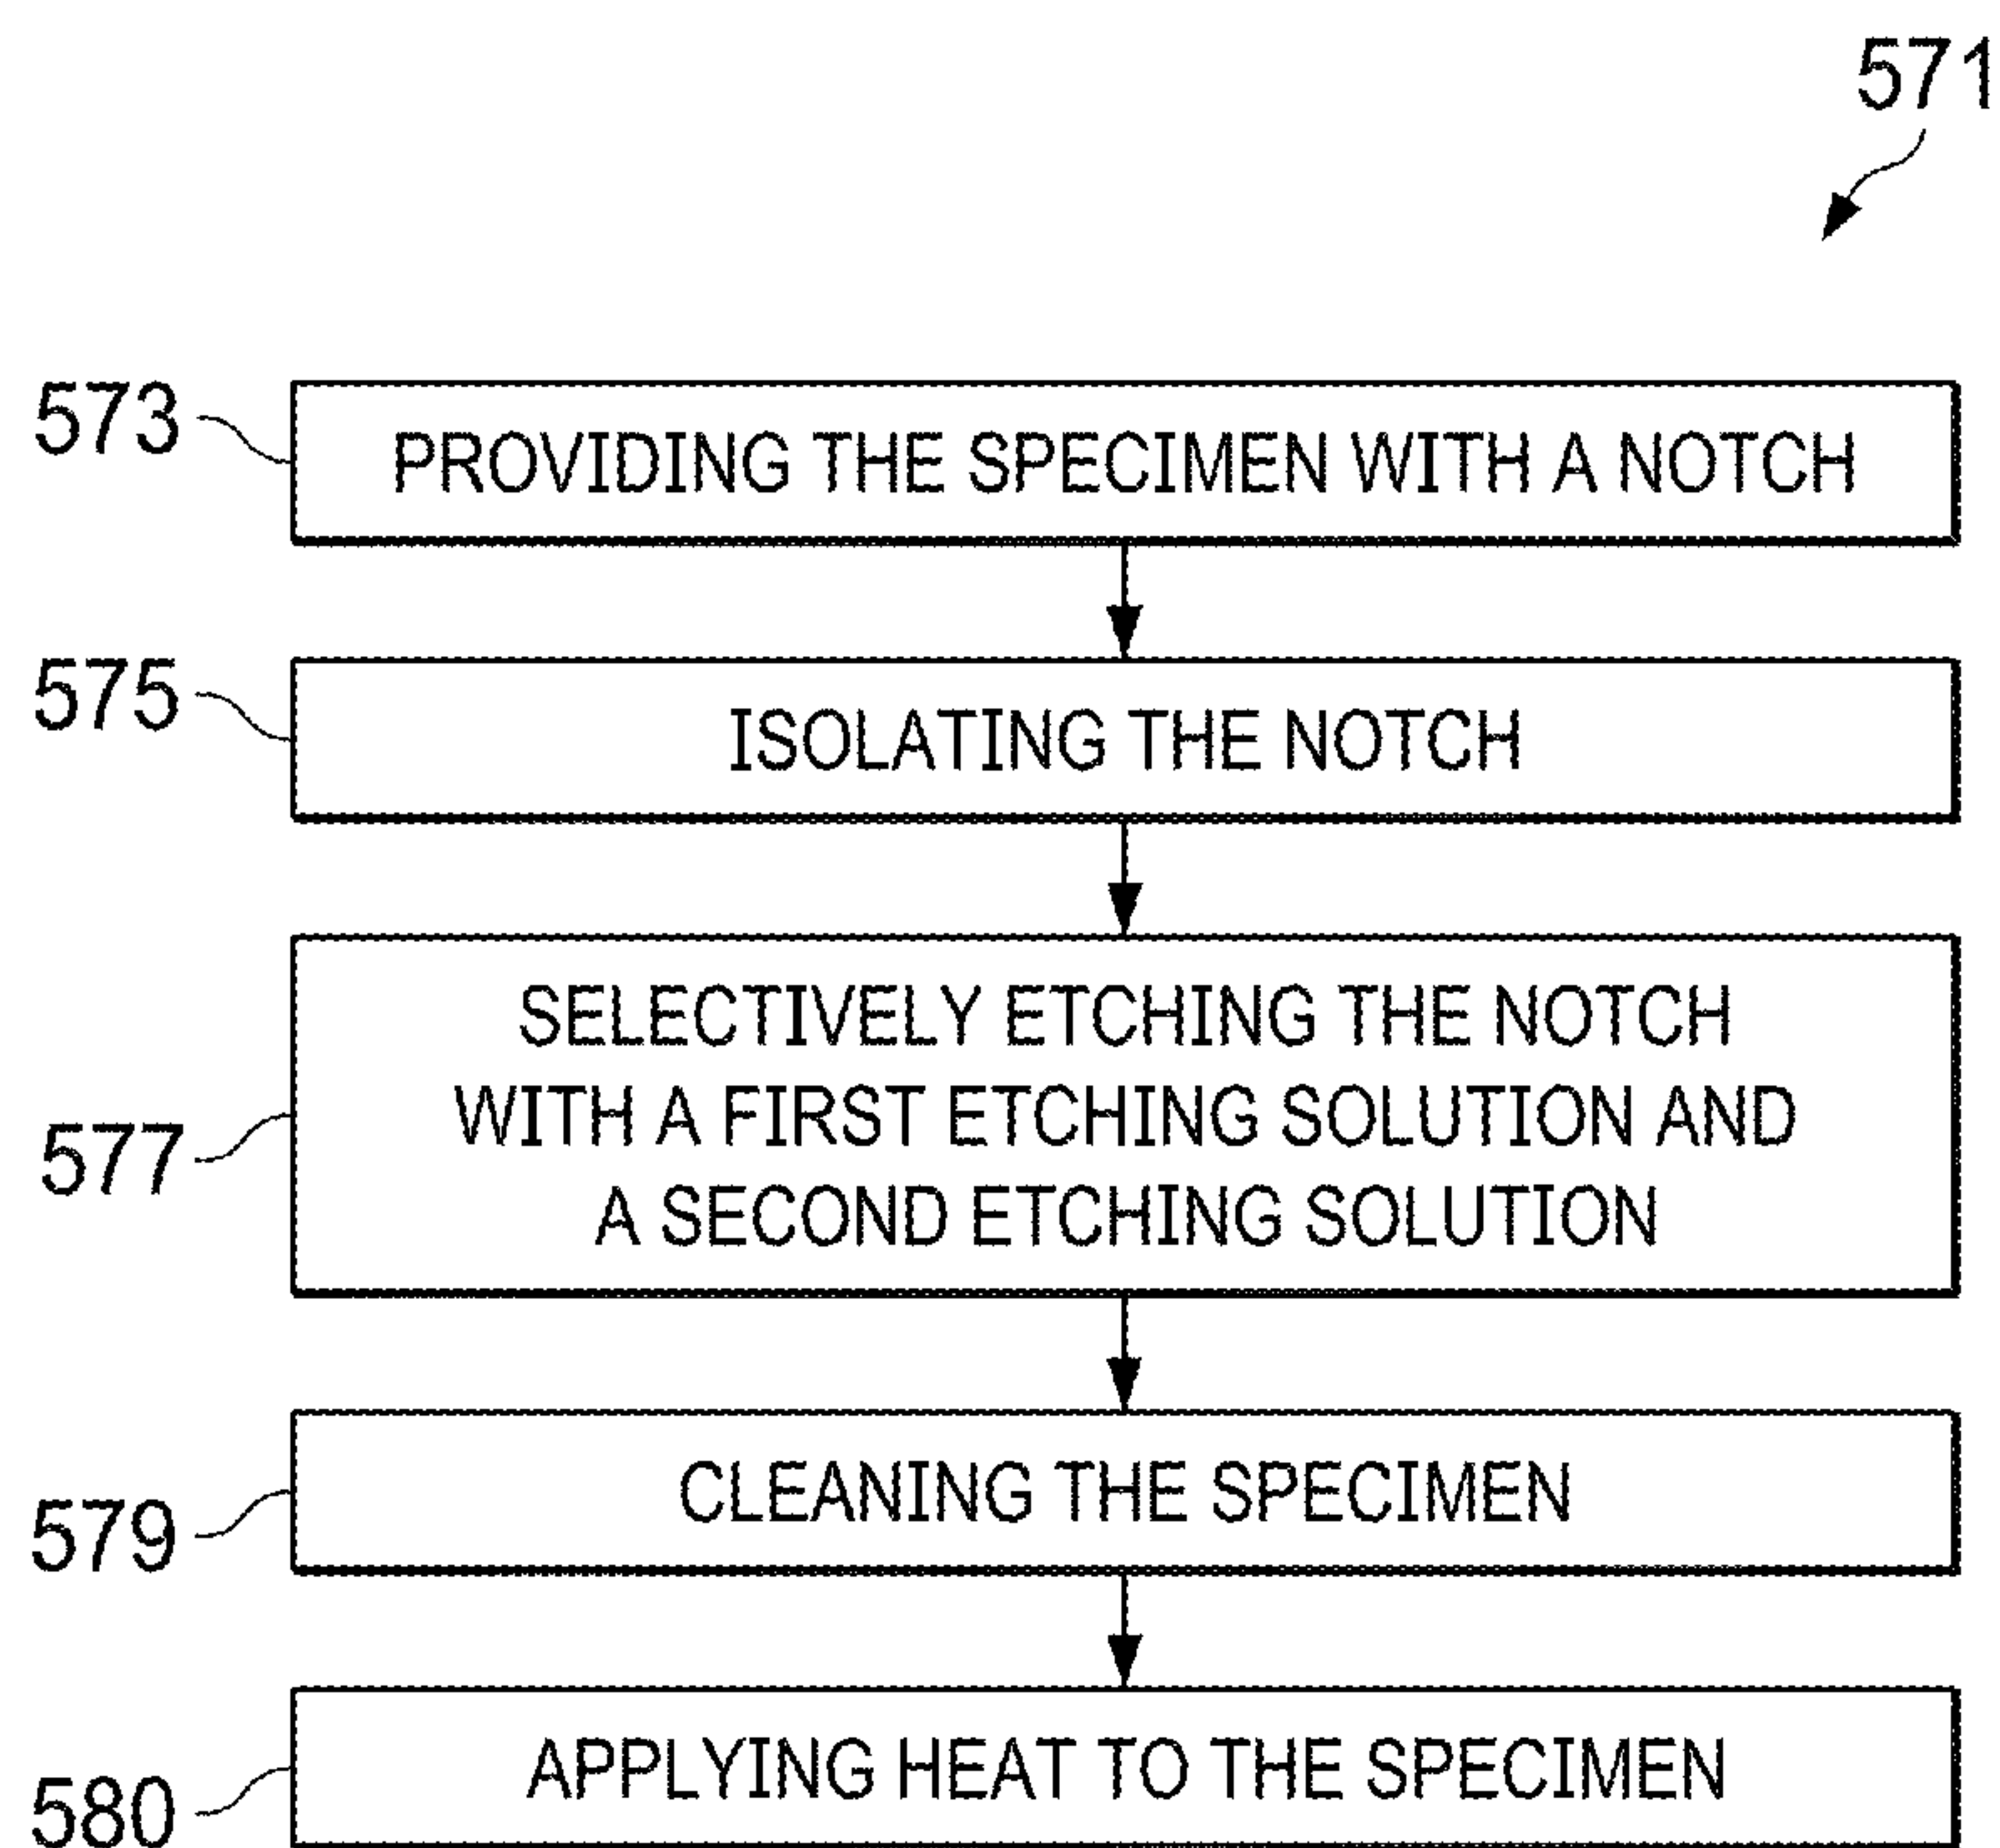 571
573
PROVIDING THE SPECIMEN WITH A NOTCH
575
ISOLATING THE NOTCH
577
SELECTIVELY ETCHING THE NOTCH
WITH A FIRST ETCHING SOLUTION AND
A SECOND ETCHING SOLUTION
579
CLEANING THE SPECIMEN
580
APPLYING HEAT TO THE SPECIMEN